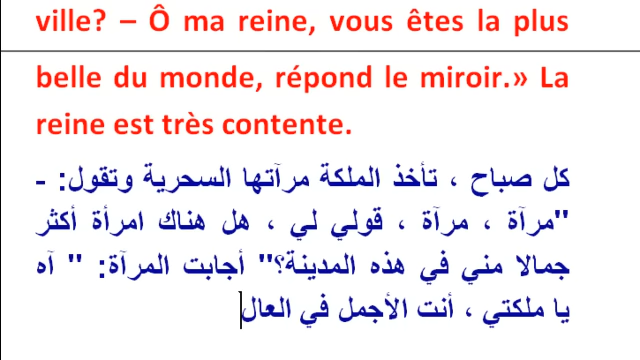 ville? – Ô ma reine, vous êtes la plus
belle du monde, répond le miroir.» La
reine est très contente.
كل صباح ، تأخذ الملكة مرآتها السحرية وتقول: -
"مرآة ، مرآة ، قولي لي ، هل هناك امرأة أكثر
جمالا مني في هذه المدينة؟" أجابت المرآة: " آه
يا ملكتي ، أنت الأجمل في العال